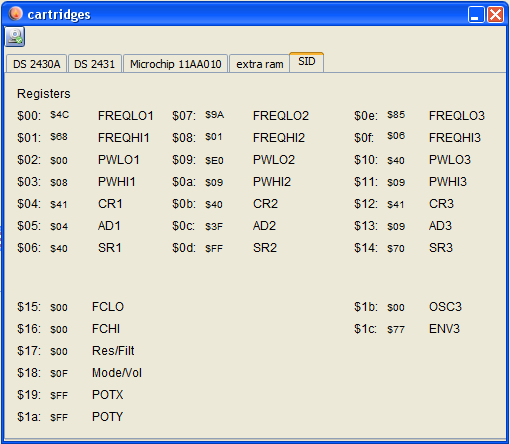 cartridges
DS 2430A DS 2431 Microchip 11AA010 extra ram SID
Registers
$00: $4C FREQLO1 $07: $9A FREQLO2 $0e: $85 FREQLO3
$01: $68 FREQHI1 $08: $01 FREQHI2 $0f: $06 FREQHI3
$02: $00 PWLO1 $09: $E0 PWLO2 $10: $40 PWLO3
$03: $08 PWHI1 $0a: $09 PWHI2 $11: $09 PWHI3
$04: $41 CR1 $0b: $40 CR2 $12: $41 CR3
$05: $04 AD1 $0c: $3F AD2 $13: $09 AD3
$06: $40 SR1 $0d: $FF SR2 $14: $70 SR3
$15: $00 FCLO $1b: $00 OSC3
$16: $00 FCHI $1c: $77 ENV3
$17: $00 Res/Filt
$18: $0F Mode/Vol
$19: $FF POTX
$1a: $FF POTY